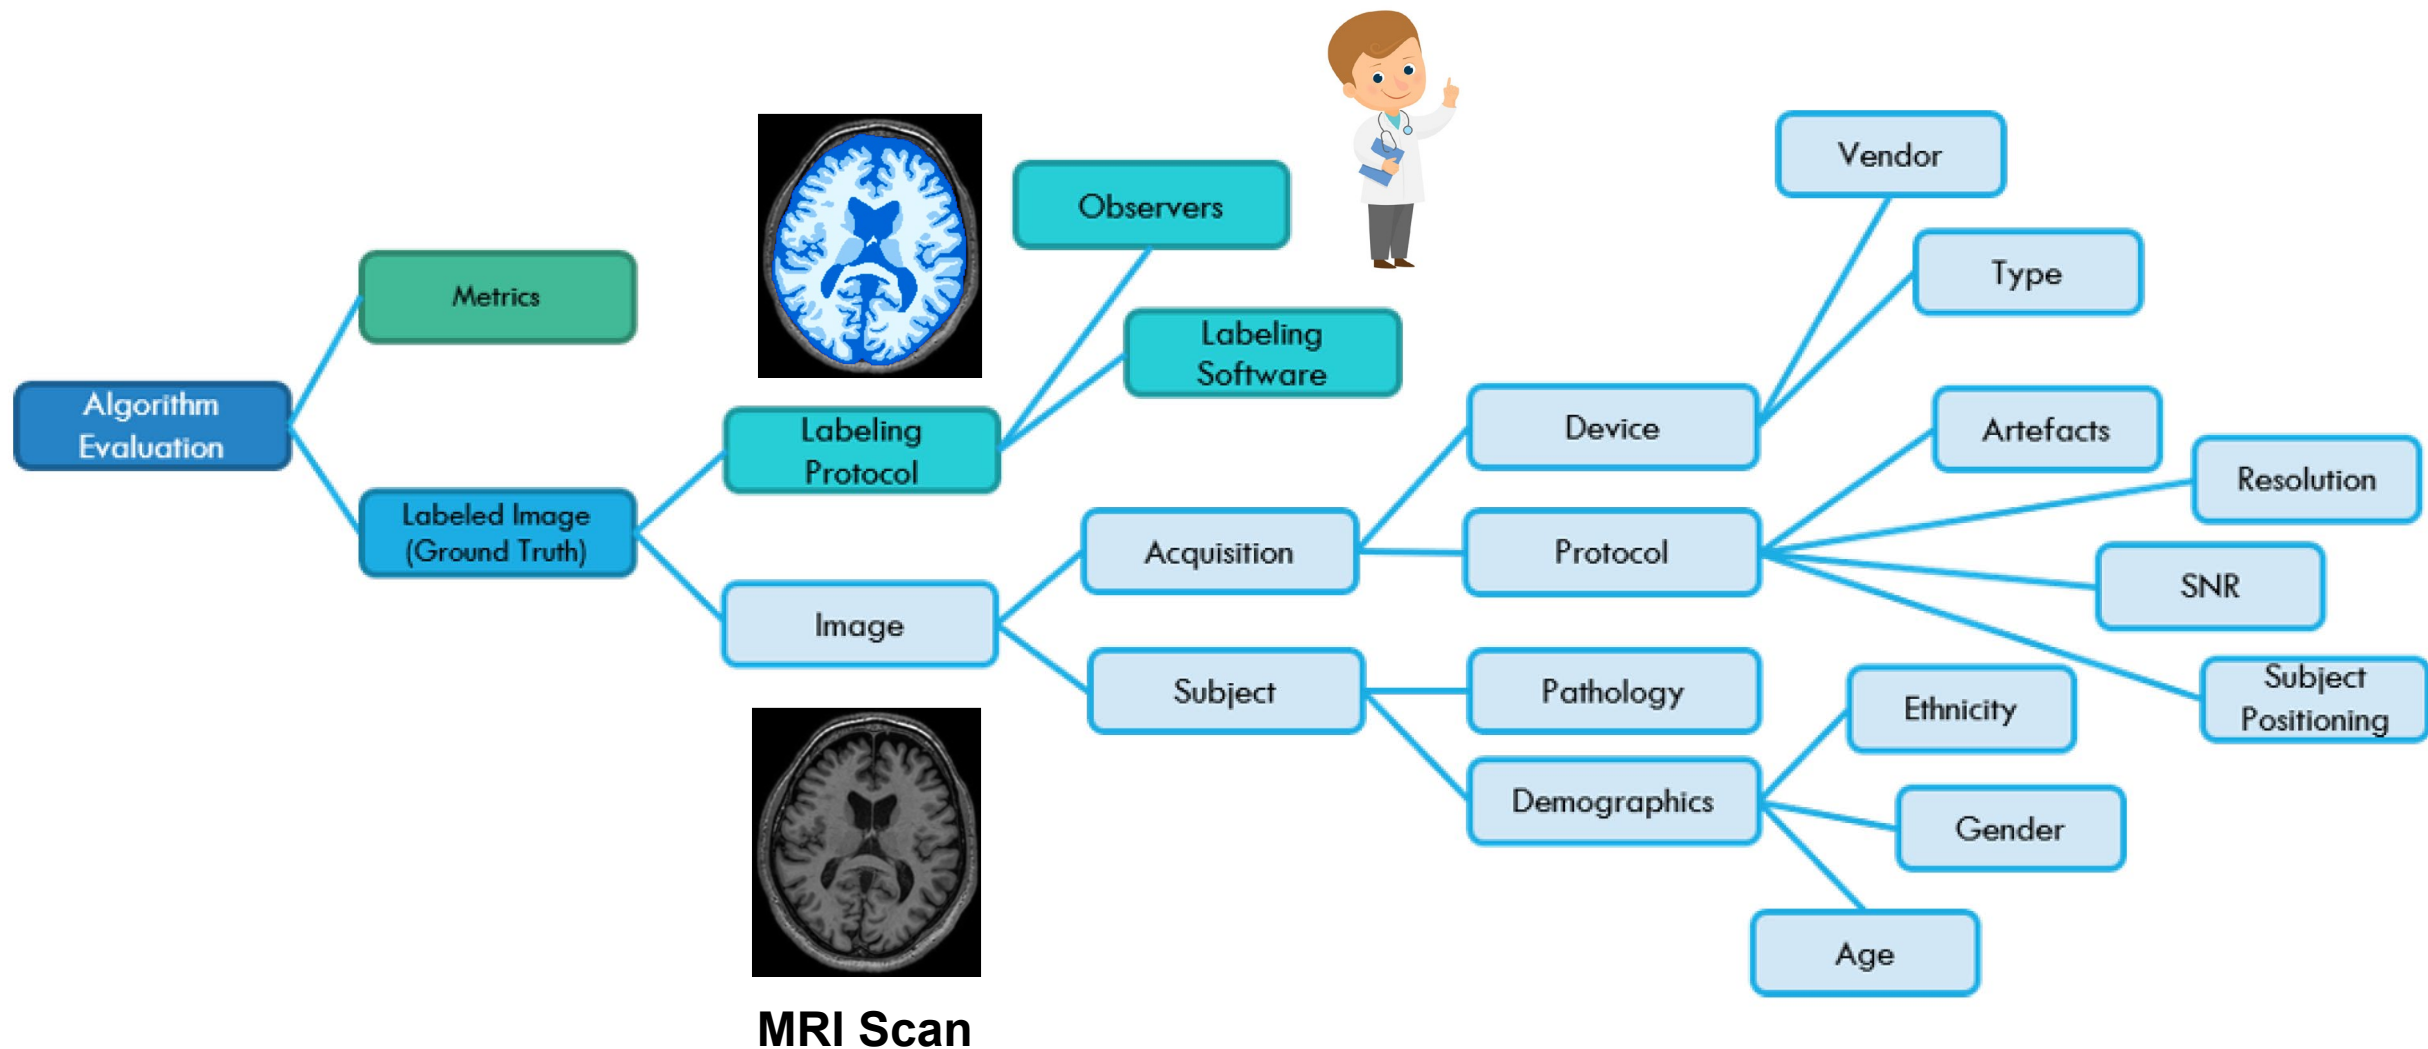 Algorithm
Evaluation
Metrics
Labeled Image
(Ground Truth)
Labeling
Protocol
Image
MRI Scan
Observers
Labeling
Software
Acquisition
Subject
Device
Protocol
Pathology
Demographics
Vendor
Type
Artefacts
Resolution
SNR
Subject
Positioning
Ethnicity
Gender
Age